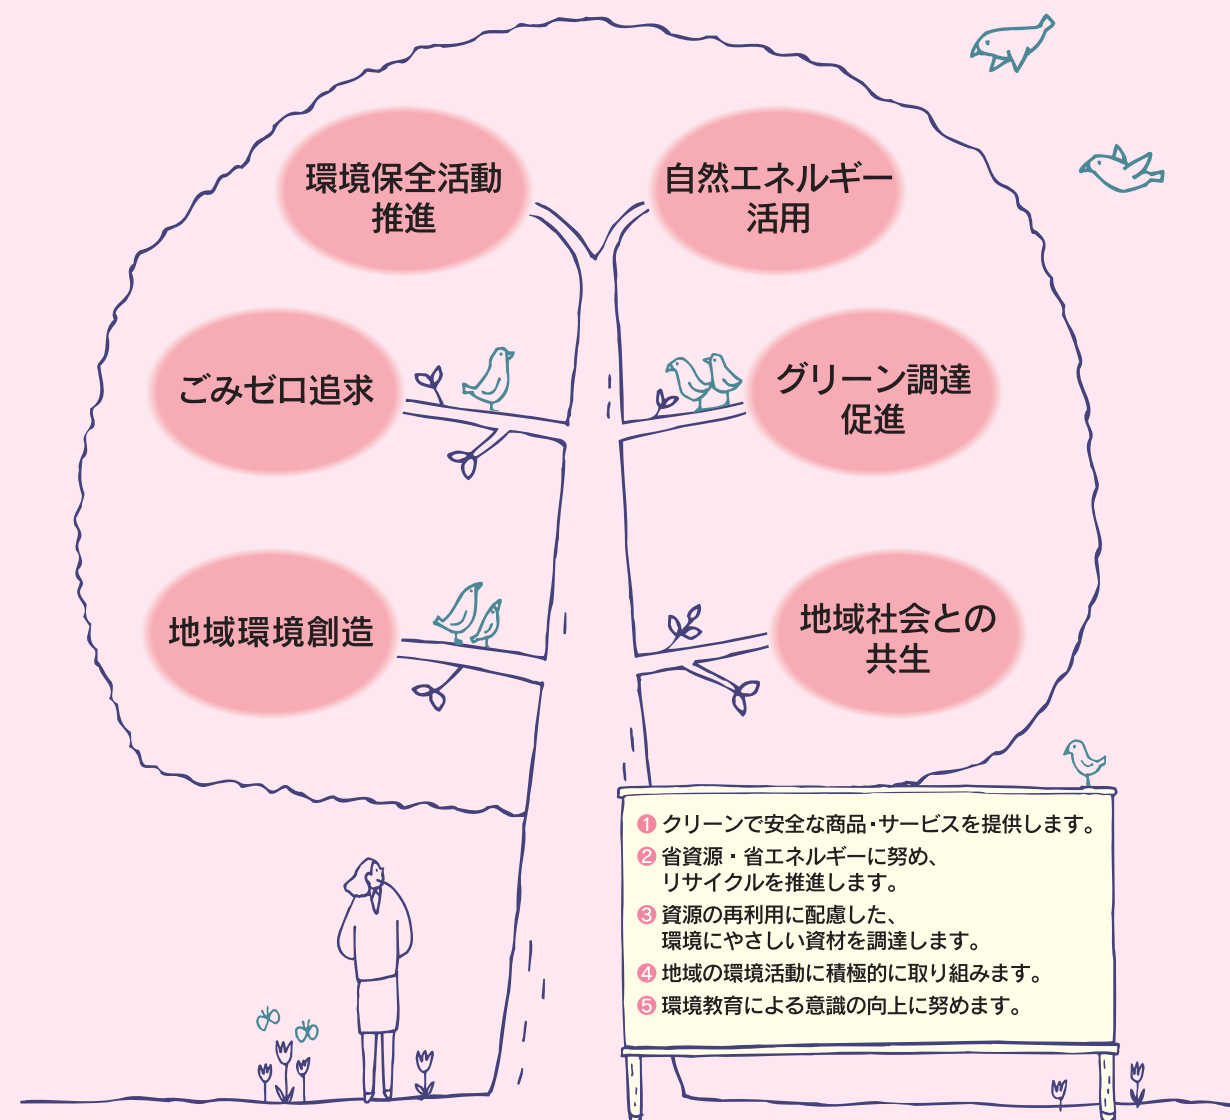 環境保全活動
推進
自然エネルギー
活用
ごみゼロ追求
グリーン調達
促進
地域環境創造
地域社会との
共生
❶ クリーンで安全な商品・サービスを提供します。
❷ 省資源・省エネルギーに努め、
リサイクルを推進します。
❸ 資源の再利用に配慮した、
環境にやさしい資材を調達します。
❹ 地域の環境活動に積極的に取り組みます。
❺ 環境教育による意識の向上に努めます。